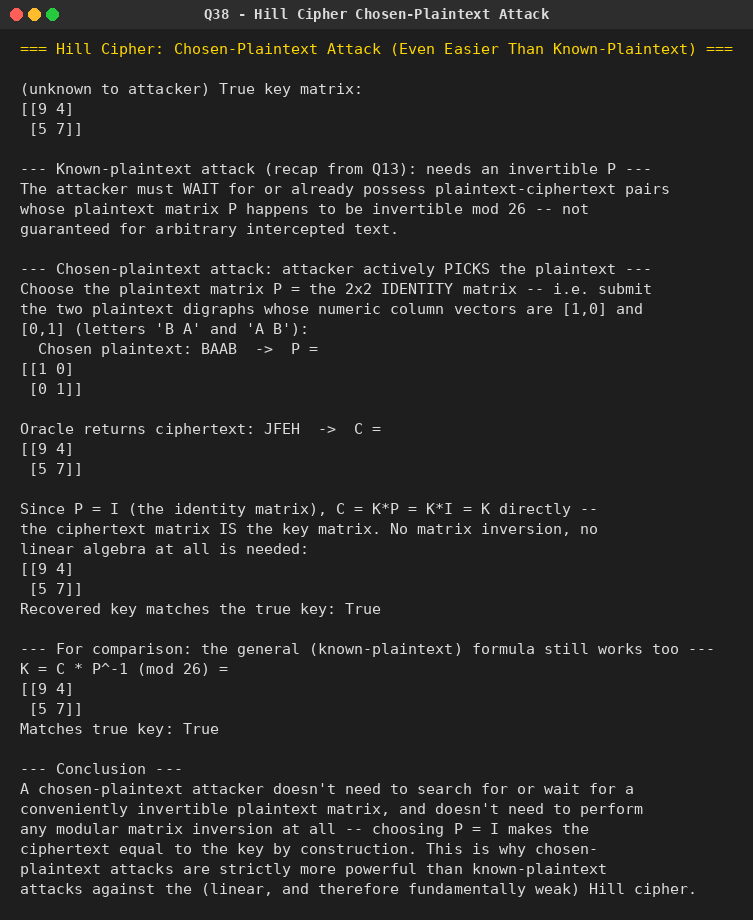 Q38 - Hill Cipher Chosen-Plaintext Attack
=== Hill Cipher: Chosen-Plaintext Attack (Even Easier Than Known-Plaintext) ===
(unknown to attacker) True key matrix:
[[9 4]
 [5 7]]
--- Known-plaintext attack (recap from Q13): needs an invertible P ---
The attacker must WAIT for or already possess plaintext-ciphertext pairs
whose plaintext matrix P happens to be invertible mod 26 -- not
guaranteed for arbitrary intercepted text.
--- Chosen-plaintext attack: attacker actively PICKS the plaintext ---
Choose the plaintext matrix P = the 2x2 IDENTITY matrix -- i.e. submit
the two plaintext digraphs whose numeric column vectors are [1,0] and
[0,1] (letters 'B A' and 'A B'):
  Chosen plaintext: BAAB  ->  P =
[[1 0]
 [0 1]]
Oracle returns ciphertext: JFEH  ->  C =
[[9 4]
 [5 7]]
Since P = I (the identity matrix), C = K*P = K*I = K directly --
the ciphertext matrix IS the key matrix. No matrix inversion, no
linear algebra at all is needed:
[[9 4]
 [5 7]]
Recovered key matches the true key: True
--- For comparison: the general (known-plaintext) formula still works too ---
K = C * P^-1 (mod 26) =
[[9 4]
 [5 7]]
Matches true key: True
--- Conclusion ---
A chosen-plaintext attacker doesn't need to search for or wait for a
conveniently invertible plaintext matrix, and doesn't need to perform
any modular matrix inversion at all -- choosing P = I makes the
ciphertext equal to the key by construction. This is why chosen-
plaintext attacks are strictly more powerful than known-plaintext
attacks against the (linear, and therefore fundamentally weak) Hill cipher.